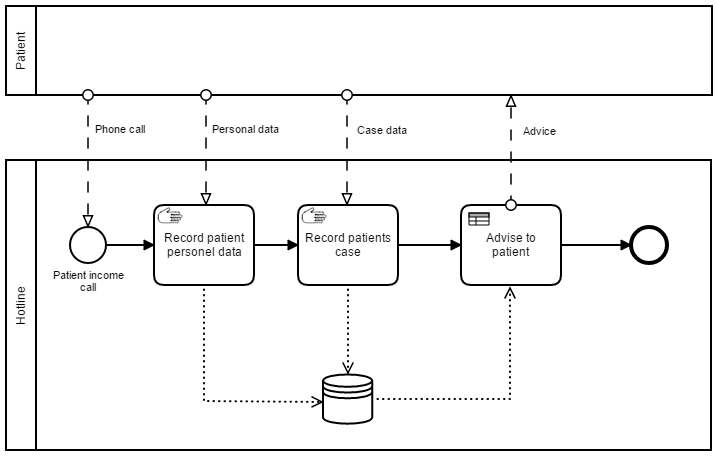 Patient
Phone call
Personal data
Case data
Advice
Hotline
Patient income
call
Record patient
personel data
Record patients
case
Advise to
patient